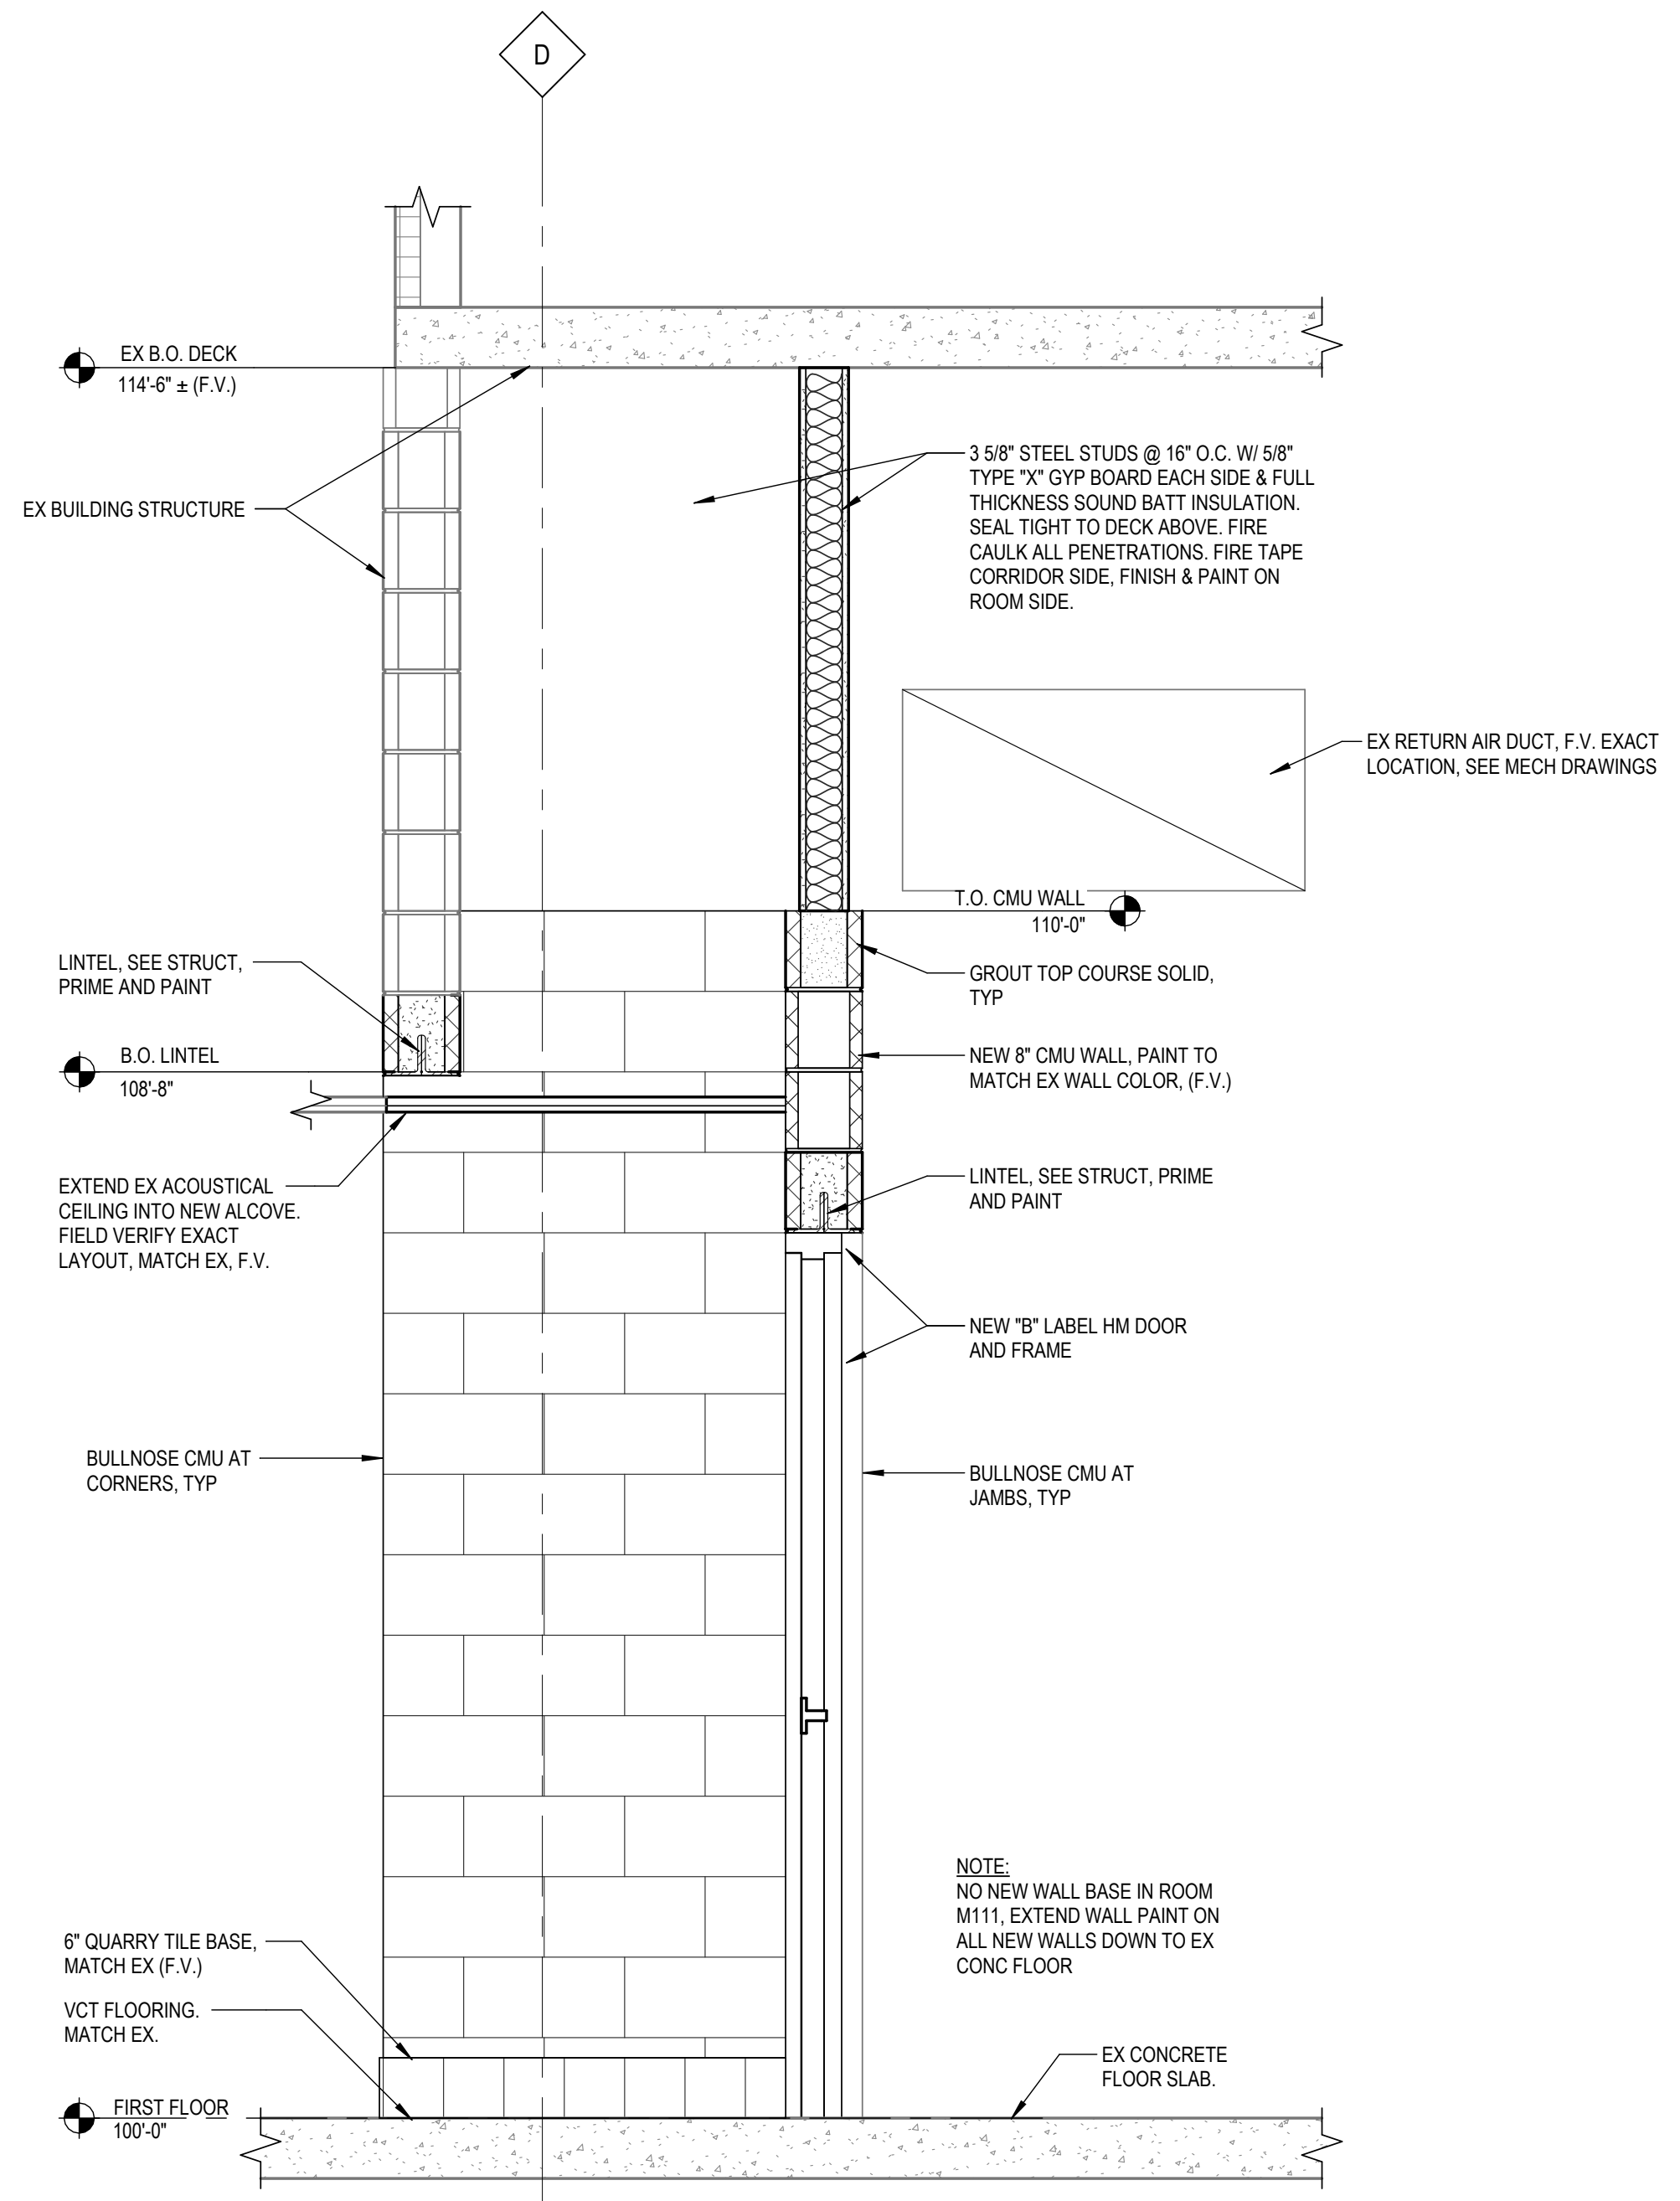 D
EX B.O. DECK
114'-6" ± (F.V.)
EX BUILDING STRUCTURE
3 5/8" STEEL STUDS @ 16" O.C. W/ 5/8"
TYPE "X" GYP BOARD EACH SIDE & FULL
THICKNESS SOUND BATT INSULATION.
SEAL TIGHT TO DECK ABOVE. FIRE
CAULK ALL PENETRATIONS. FIRE TAPE
CORRIDOR SIDE, FINISH & PAINT ON
ROOM SIDE.
EX RETURN AIR DUCT, F.V. EXACT
LOCATION, SEE MECH DRAWINGS
T.O. CMU WALL
110'-0"
LINTEL, SEE STRUCT,
PRIME AND PAINT
GROUT TOP COURSE SOLID,
TYP
B.O. LINTEL
108'-8"
NEW 8" CMU WALL, PAINT TO
MATCH EX WALL COLOR, (F.V.)
EXTEND EX ACOUSTICAL
CEILING INTO NEW ALCOVE.
FIELD VERIFY EXACT
LAYOUT, MATCH EX, F.V.
LINTEL, SEE STRUCT, PRIME
AND PAINT
NEW "B" LABEL HM DOOR
AND FRAME
BULLNOSE CMU AT
CORNERS, TYP
BULLNOSE CMU AT
JAMBS, TYP
NOTE:
NO NEW WALL BASE IN ROOM
M111, EXTEND WALL PAINT ON
ALL NEW WALLS DOWN TO EX
CONC FLOOR
6" QUARRY TILE BASE,
MATCH EX (F.V.)
VCT FLOORING.
MATCH EX.
EX CONCRETE
FLOOR SLAB.
FIRST FLOOR
100'-0"